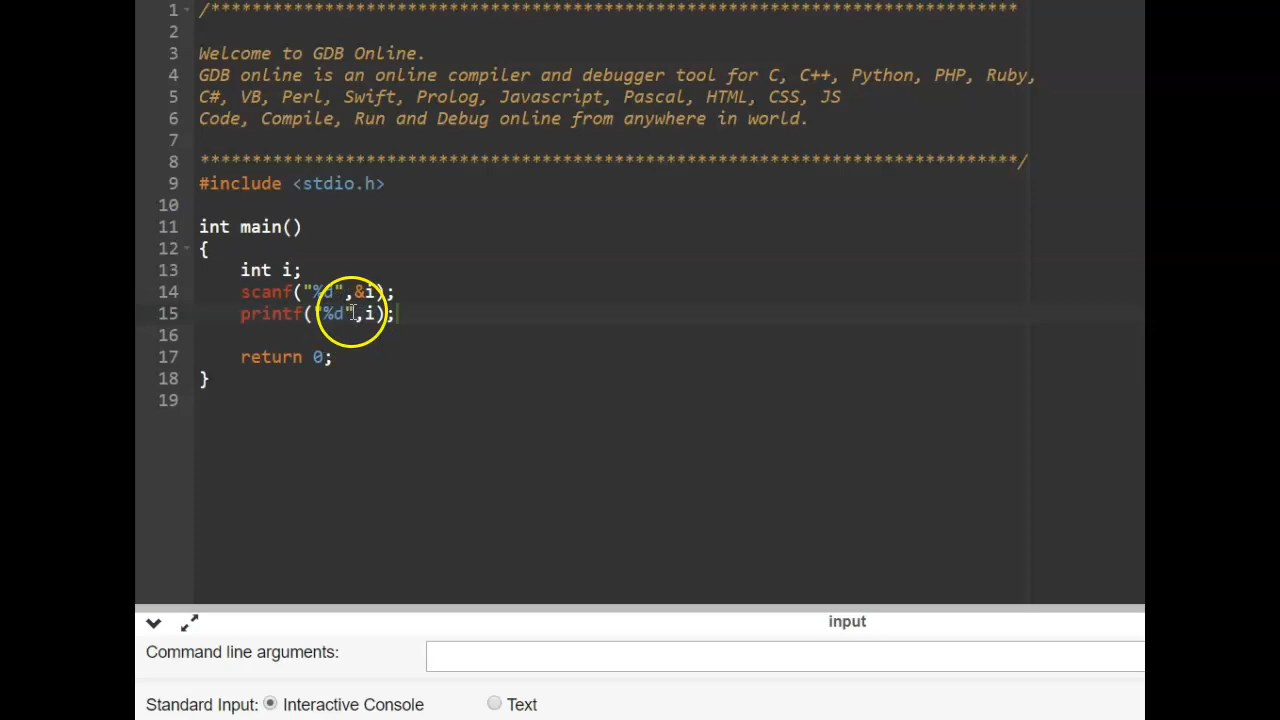 1 /******************************************************************************
2
3 Welcome to GDB Online.
4 GDB online is an online compiler and debugger tool for C, C++, Python, PHP, Ruby,
5 C#, VB, Perl, Swift, Prolog, Javascript, Pascal, HTML, CSS, JS
6 Code, Compile, Run and Debug online from anywhere in world.
7
8 *******************************************************************************/
9 #include <stdio.h>
10
11 int main()
12 {
13 int i;
14 scanf("%d",&i);
15 printf("%d",i);
16
17 return 0;
18 }
19
input
Command line arguments:
Standard Input: Interactive Console Text